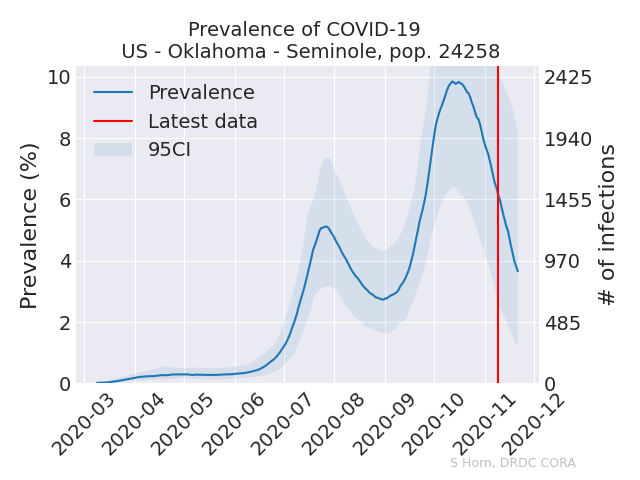 Prevalence of COVID-19
US - Oklahoma - Seminole, pop. 24258
Prevalence
Latest data
95CI
Prevalence (%)
10
8
6
4
2
0
2425
1940
1455
970
485
0
# of infections
2020-03
2020-04
2020-05
2020-06
2020-07
2020-08
2020-09
2020-10
2020-11
2020-12
S Horn, DRDC CORA